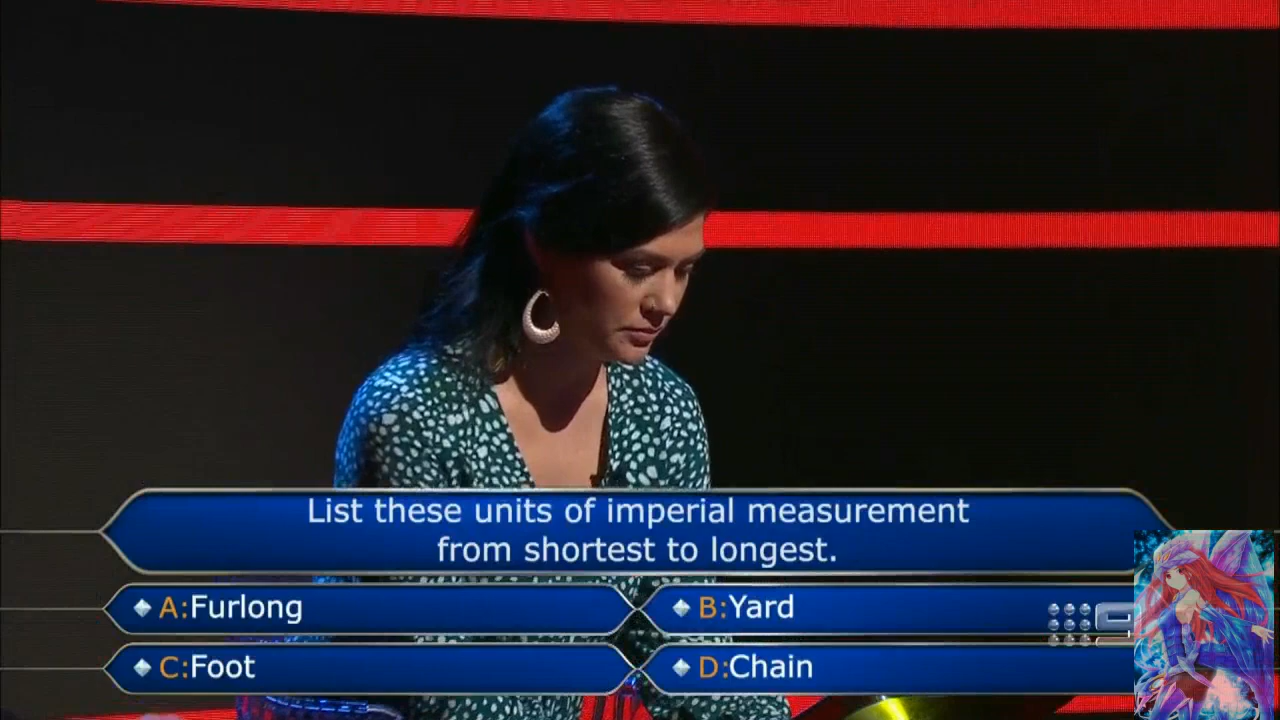 List these units of imperial measurement
from shortest to longest.
A:Furlong
B:Yard
C:Foot
D:Chain